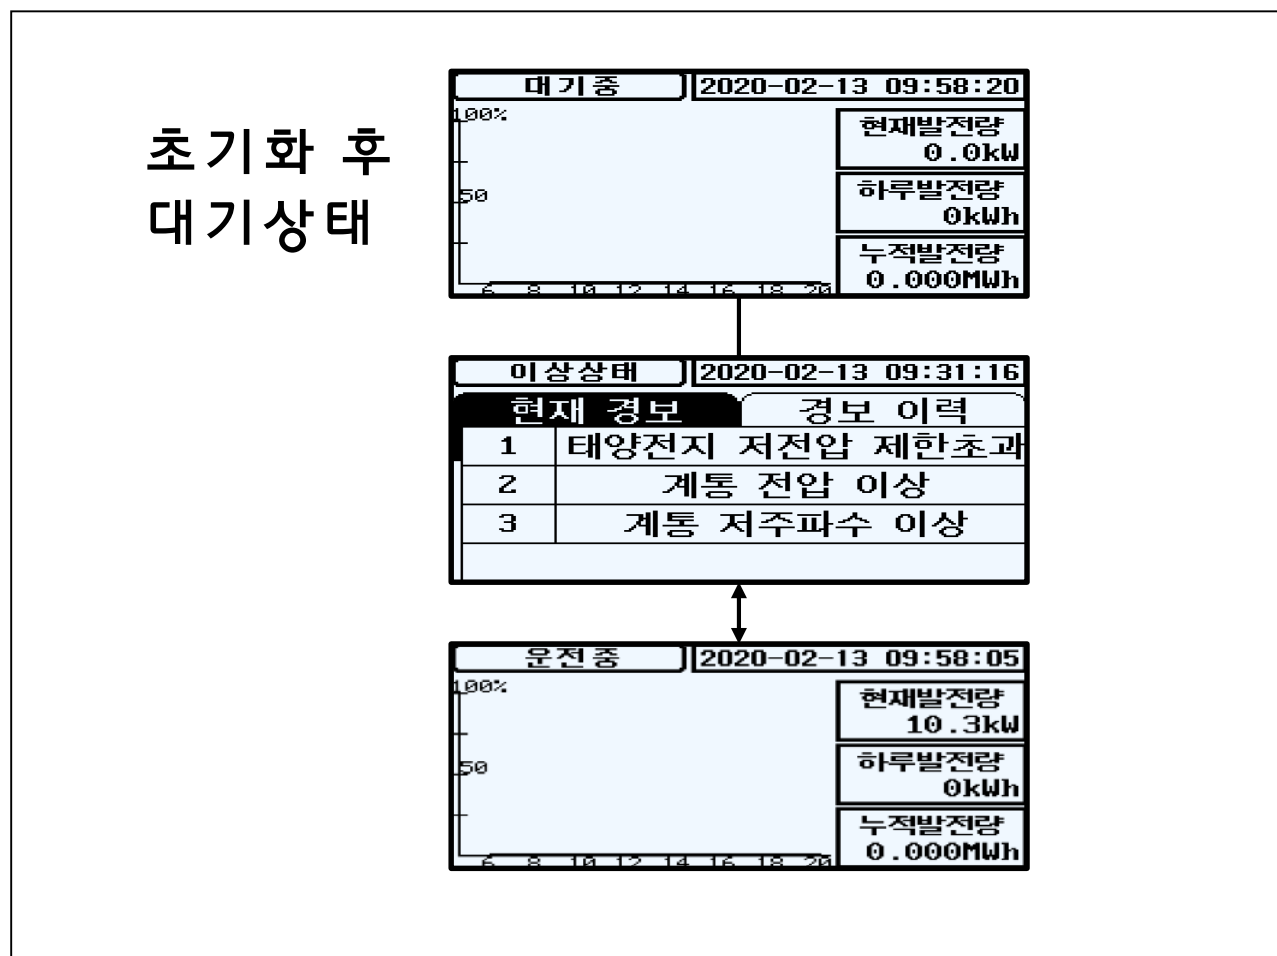 초기화 후
대기상태
대기중 2020-02-13 09:58:20
100%
50
6 8 10 12 14 16 18 20
현재발전량
0.0kW
하루발전량
0kWh
누적발전량
0.000MWh
이상상태 2020-02-13 09:31:16
현재 경보 경보 이력
1 태양전지 저전압 제한초과
2 계통 전압 이상
3 계통 저주파수 이상
운전중 2020-02-13 09:58:05
100%
50
6 8 10 12 14 16 18 20
현재발전량
10.3kW
하루발전량
0kWh
누적발전량
0.000MWh